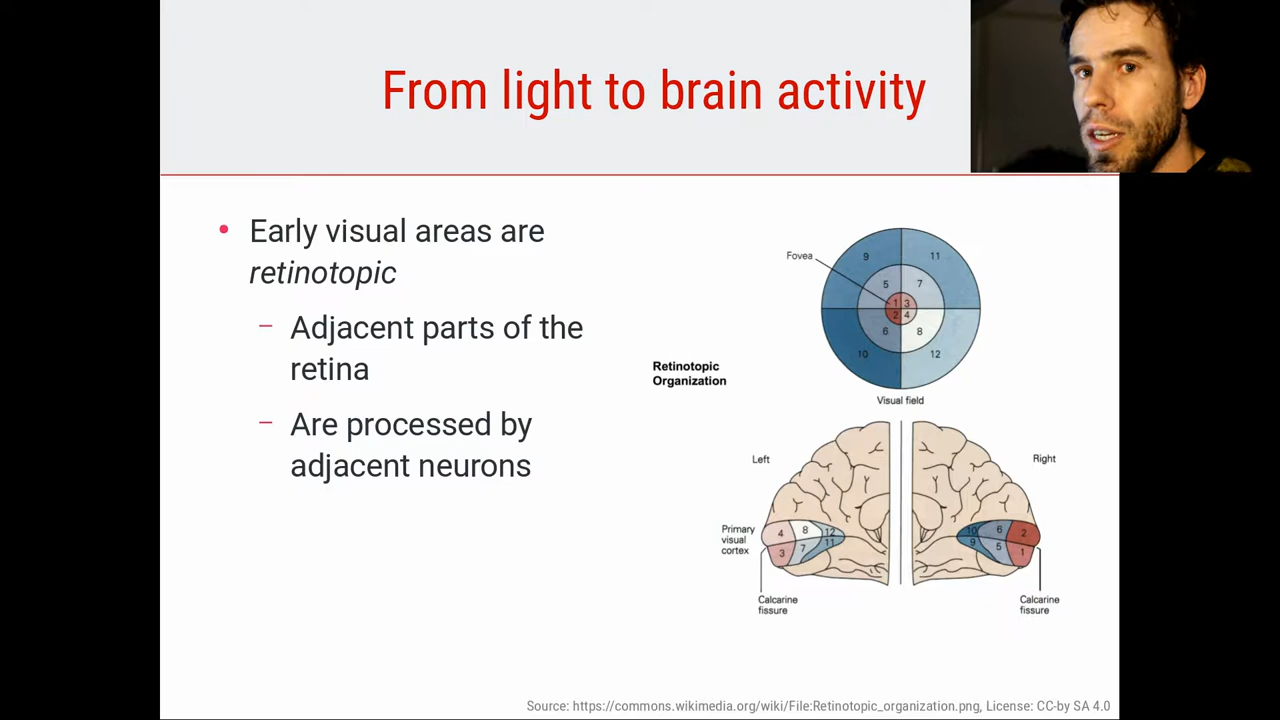 From light to brain activity
• Early visual areas are
retinotopic
– Adjacent parts of the
retina
– Are processed by
adjacent neurons
Fovea
9
11
5
7
1
3
2
4
6
8
10
12
Visual field
Retinotopic
Organization
Left
Right
Primary
visual
cortex
4
8
12
3
7
11
10
6
2
9
5
1
Calcarine
fissure
Calcarine
fissure
Source: https://commons.wikimedia.org/wiki/File:Retinotopic_organization.png, License: CC-by SA 4.0